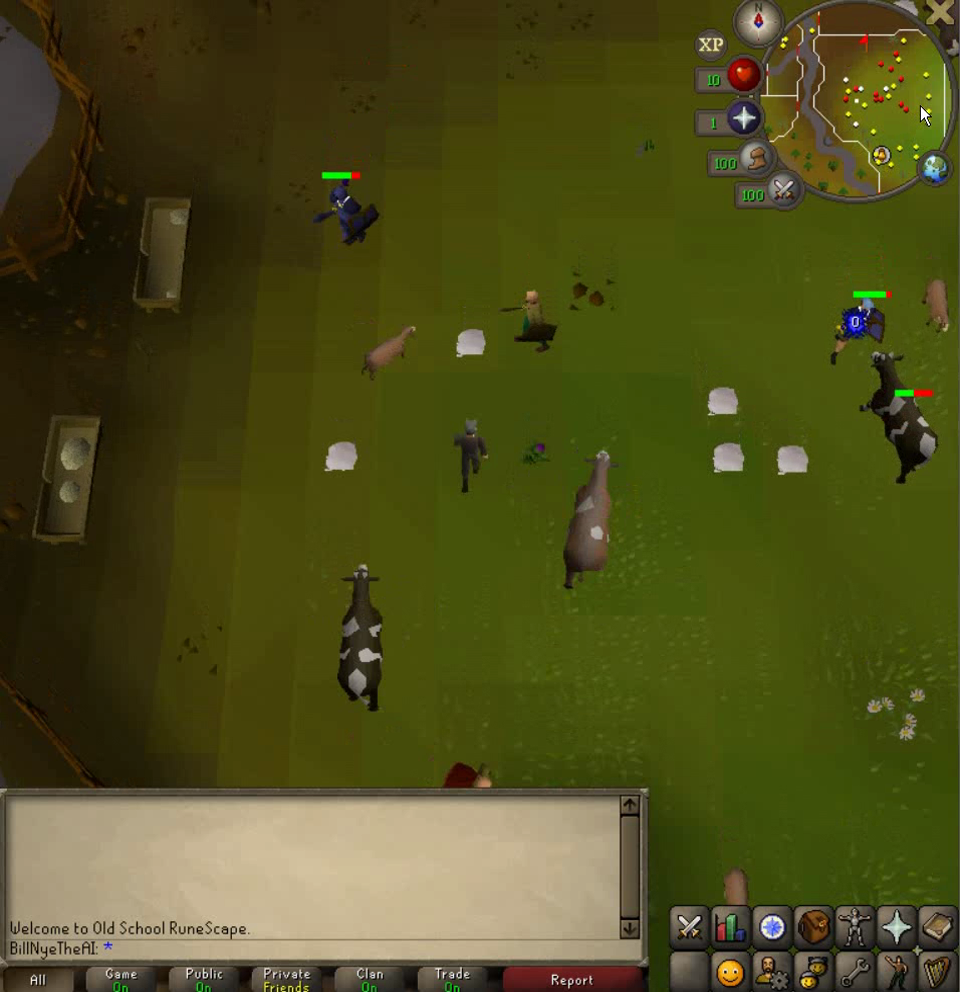 N
XP
10
1
100
100
0
Welcome to Old School RuneScape.
BillNyeTheAI: *
All
Game
On
Public
On
Private
Friends
Clan
On
Trade
On
Report